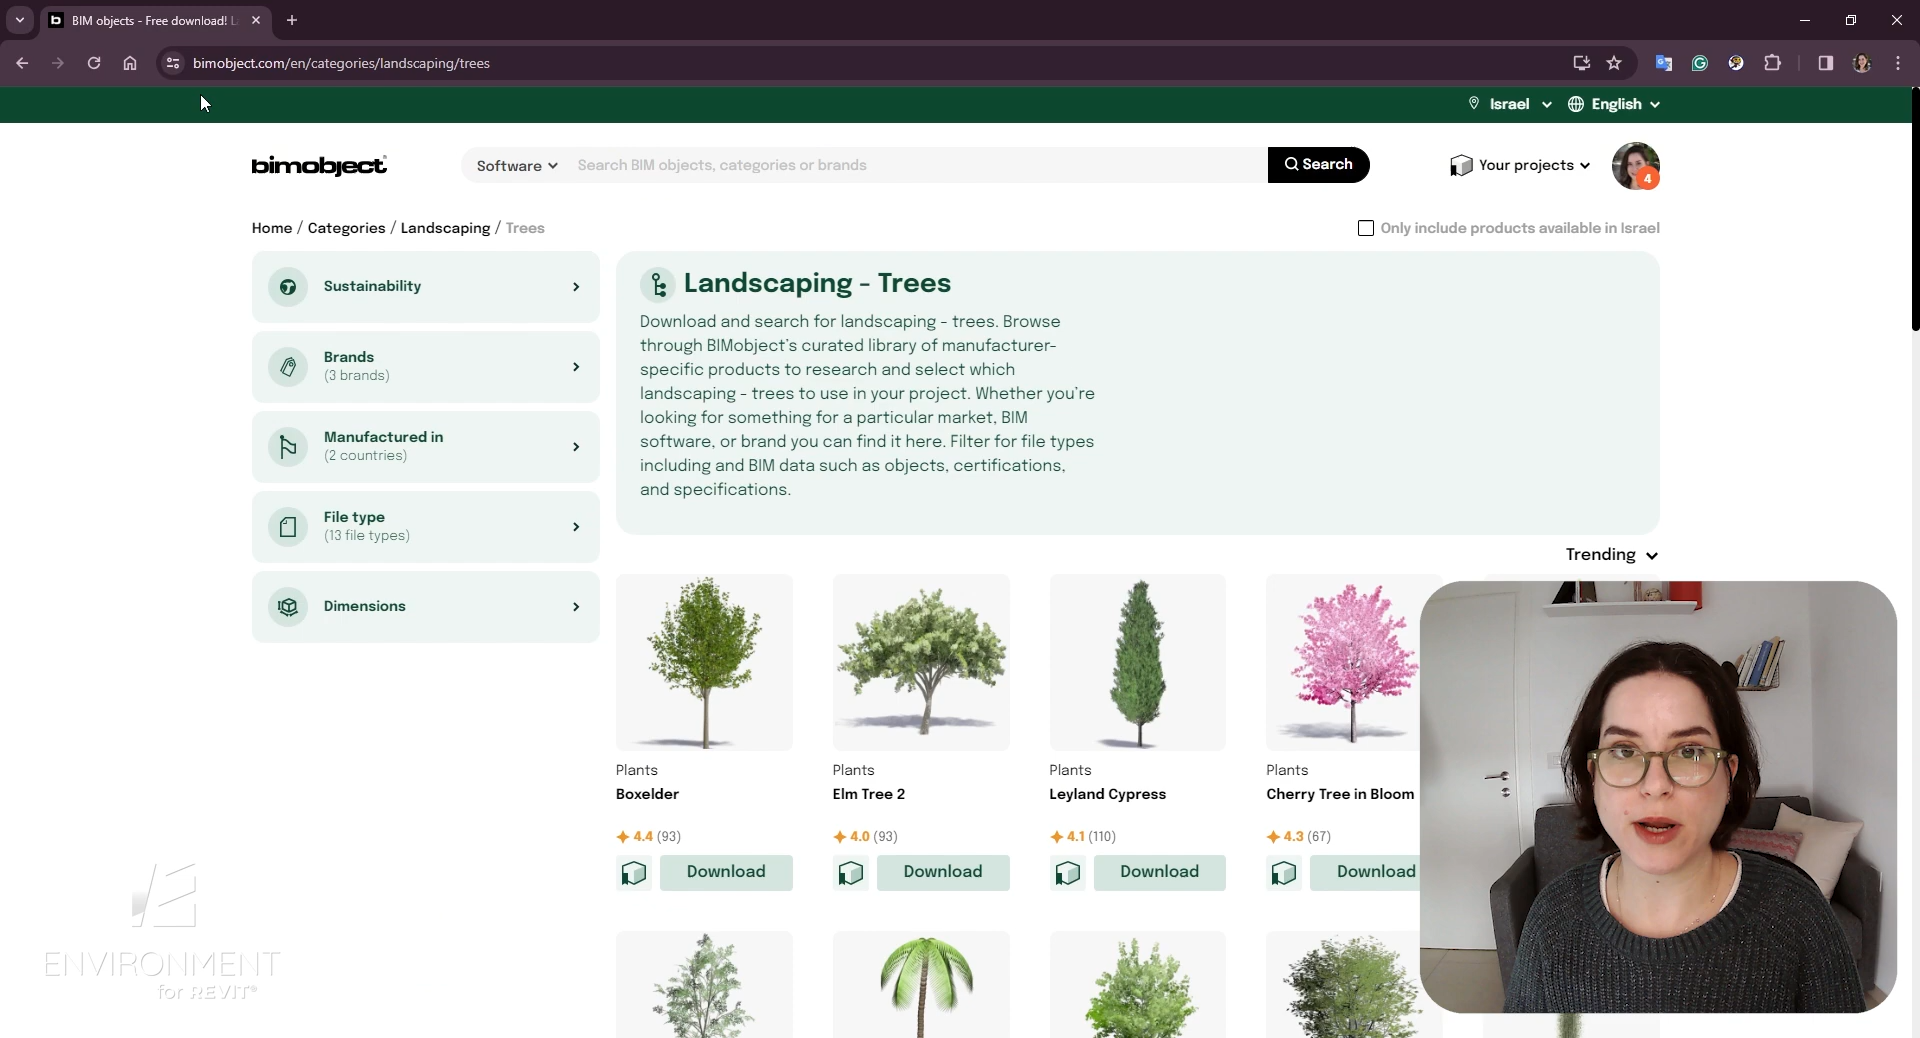 BIM objects - Free download! L
bimobject.com/en/categories/landscaping/trees
Israel
English
bimobject
Software
Search BIM objects, categories or brands
Search
Your projects
4
Home / Categories / Landscaping / Trees
Only include products available in Israel
Sustainability
Brands
(3 brands)
Manufactured in
(2 countries)
File type
(13 file types)
Dimensions
Landscaping - Trees
Download and search for landscaping - trees. Browse
through BIMobject's curated library of manufacturer-
specific products to research and select which
landscaping - trees to use in your project. Whether you're
looking for something for a particular market, BIM
software, or brand you can find it here. Filter for file types
including and BIM data such as objects, certifications,
and specifications.
Trending
Plants
Boxelder
4.4 (93)
Download
Plants
Elm Tree 2
4.0 (93)
Download
Plants
Leyland Cypress
4.1 (110)
Download
Plants
Cherry Tree in Bloom
4.3 (67)
Download
ENVIRONMENT
for REVIT®